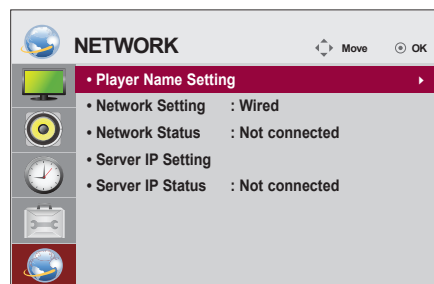 NETWORK Move OK
• Player Name Setting
• Network Setting : Wired
• Network Status : Not connected
• Server IP Setting
• Server IP Status : Not connected